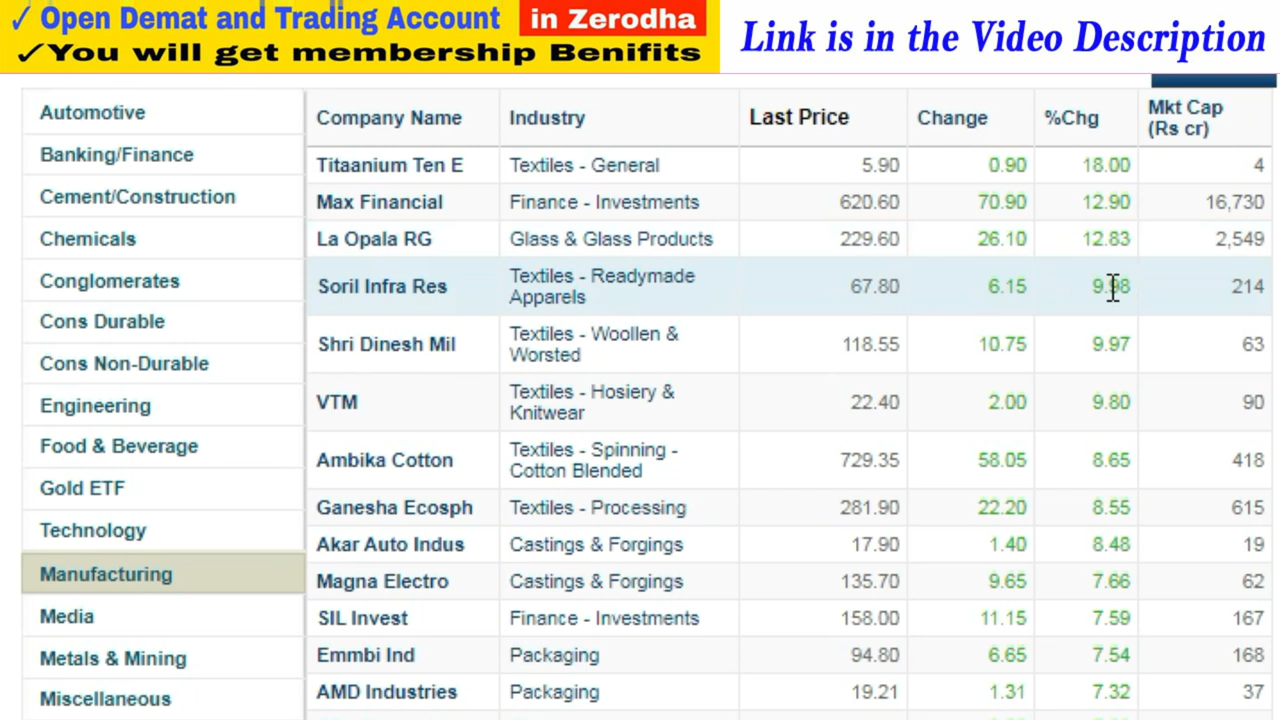 ✓ Open Demat and Trading Account in Zerodha
✓You will get membership Benifits
Link is in the Video Description
Automotive
Banking/Finance
Cement/Construction
Chemicals
Conglomerates
Cons Durable
Cons Non-Durable
Engineering
Food & Beverage
Gold ETF
Technology
Manufacturing
Media
Metals & Mining
Miscellaneous
Company Name Industry Last Price Change %Chg Mkt Cap
(Rs cr)
Titaanium Ten E Textiles - General 5.90 0.90 18.00 4
Max Financial Finance - Investments 620.60 70.90 12.90 16,730
La Opala RG Glass & Glass Products 229.60 26.10 12.83 2,549
Soril Infra Res Textiles - Readymade 67.80 6.15 9.98 214
Apparels
Shri Dinesh Mil Textiles - Woollen & 118.55 10.75 9.97 63
Worsted
VTM Textiles - Hosiery & 22.40 2.00 9.80 90
Knitwear
Ambika Cotton Textiles - Spinning - 729.35 58.05 8.65 418
Cotton Blended
Ganesha Ecosph Textiles - Processing 281.90 22.20 8.55 615
Akar Auto Indus Castings & Forgings 17.90 1.40 8.48 19
Magna Electro Castings & Forgings 135.70 9.65 7.66 62
SIL Invest Finance - Investments 158.00 11.15 7.59 167
Emmbi Ind Packaging 94.80 6.65 7.54 168
AMD Industries Packaging 19.21 1.31 7.32 37